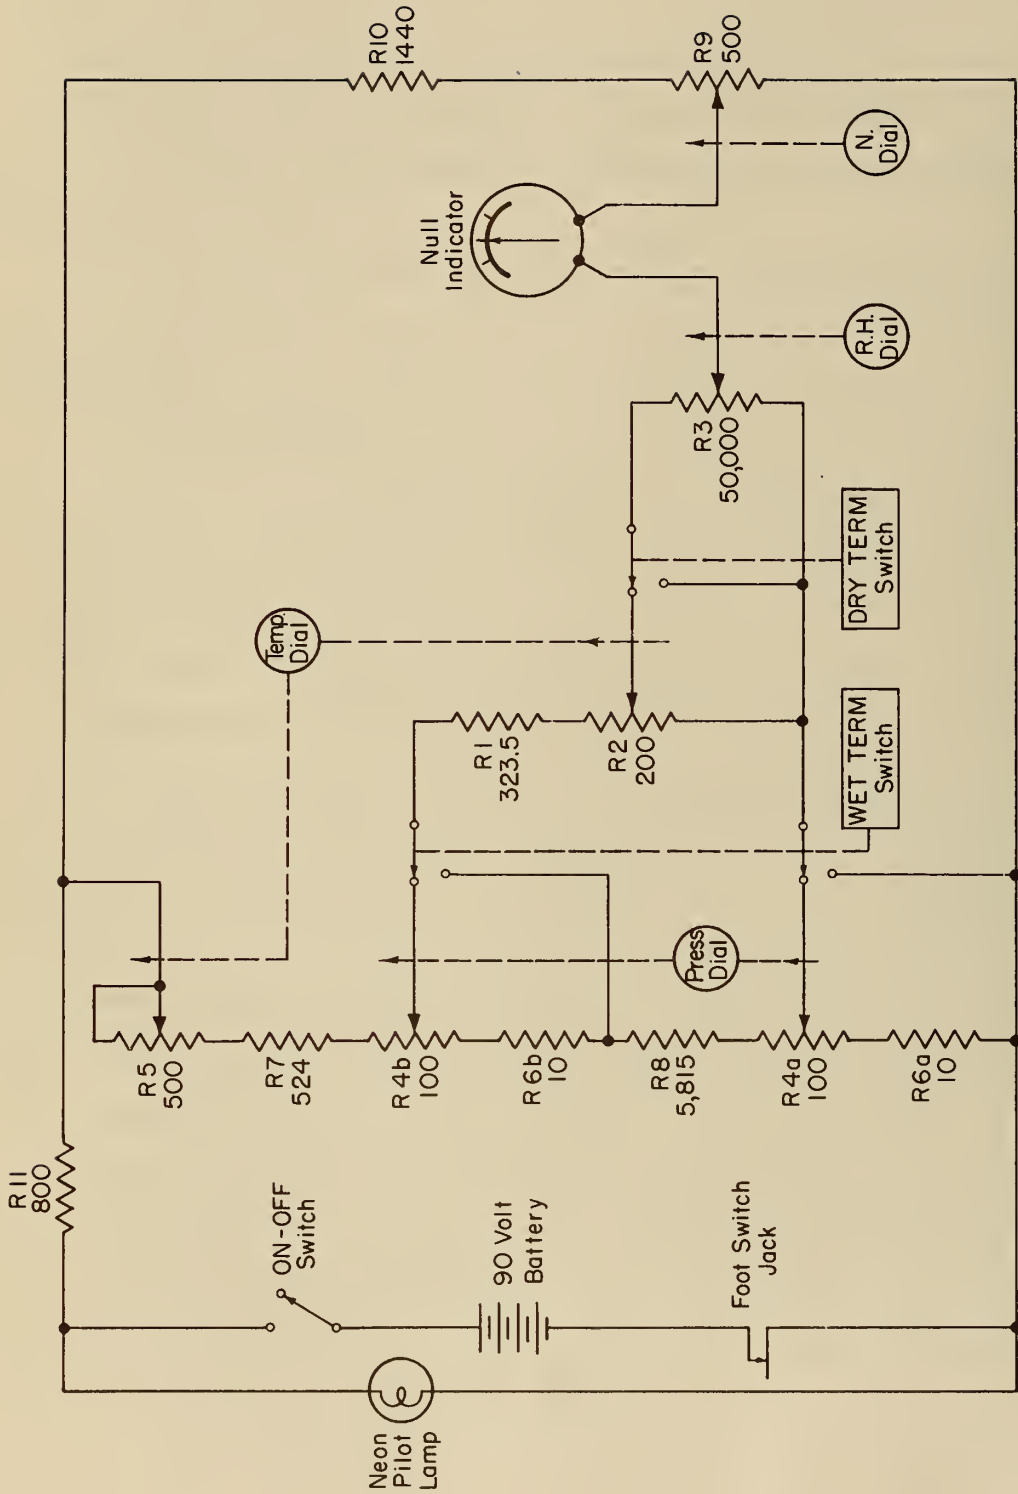 R11
800
ON-OFF
Switch
90 Volt
Battery
Foot Switch
Jack
Neon
Pilot
Lamp
R5
500
R7
524
R4b
100
R6b
10
R8
5,815
R4a
100
R6a
10
Temp.
Dial
Press
Dial
R1
323.5
R2
200
WET TERM
Switch
DRY TERM
Switch
R3
50,000
Null
Indicator
R.H.
Dial
N.
Dial
R10
1440
R9
500